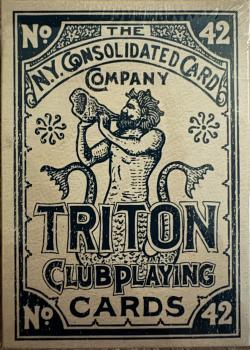 No 42
THE
N.Y. CONSOLIDATED CARD
COMPANY
TRITON
CLUB PLAYING
CARDS
No 42